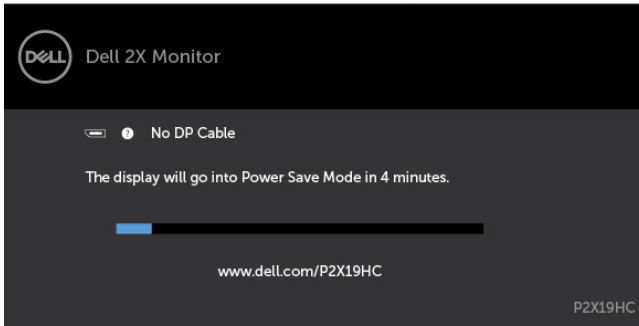 DELL
Dell 2X Monitor
? No DP Cable
The display will go into Power Save Mode in 4 minutes.
www.dell.com/P2X19HC
P2X19HC